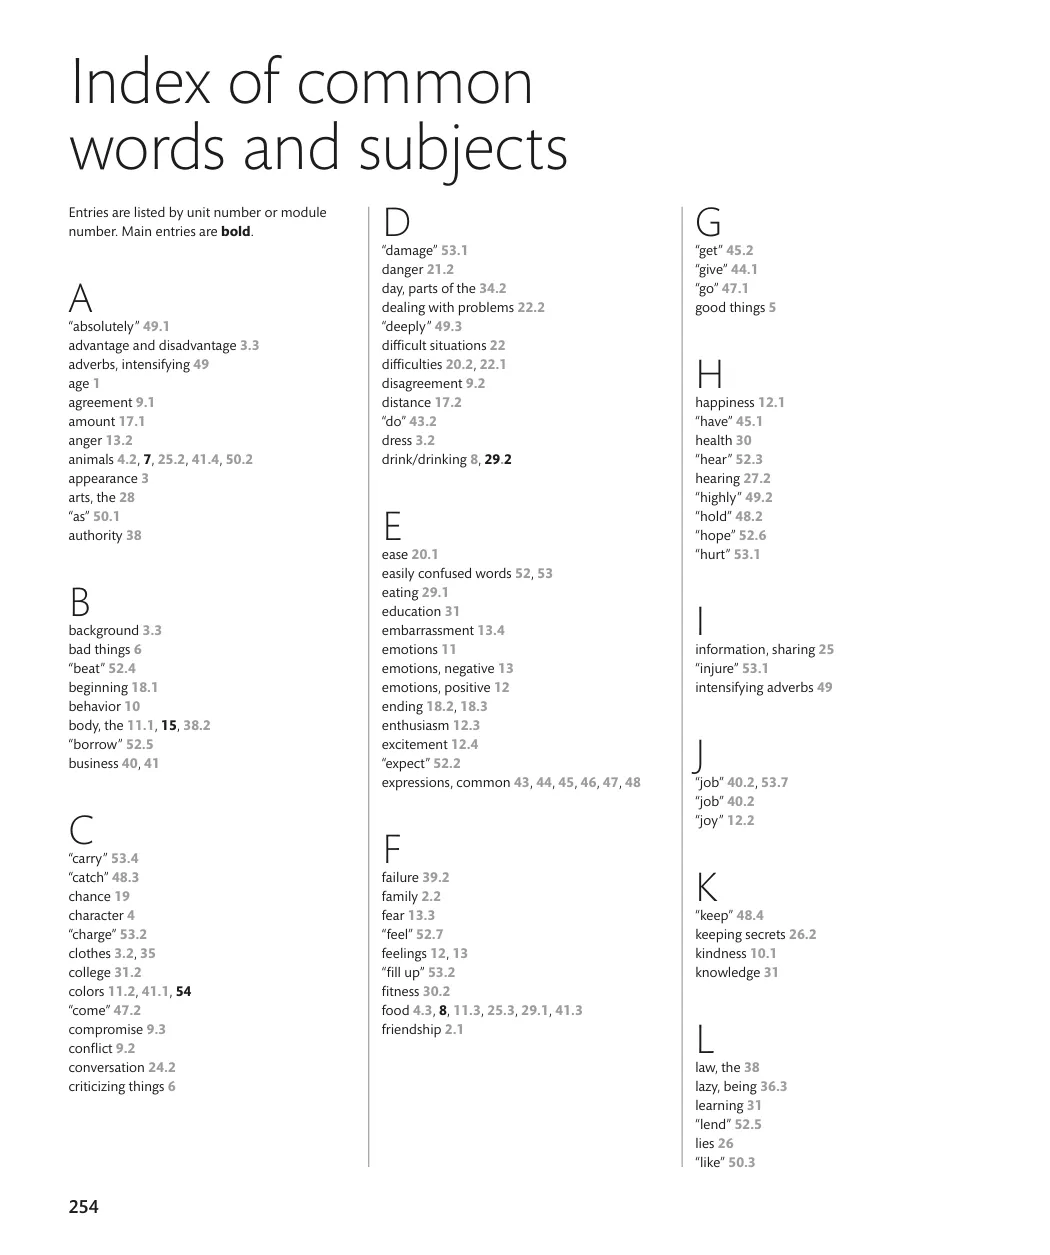 Index of common
words and subjects
Entries are listed by unit number or module
number. Main entries are bold.
A
“absolutely” 49.1
advantage and disadvantage 3.3
adverbs, intensifying 49
age 1
agreement 9.1
amount 17.1
anger 13.2
animals 4.2, 7, 25.2, 41.4, 50.2
appearance 3
arts, the 28
“as” 50.1
authority 38
B
background 3.3
bad things 6
“beat” 52.4
beginning 18.1
behavior 10
body, the 11.1, 15, 38.2
“borrow” 52.5
business 40, 41
C
“carry” 53.4
“catch” 48.3
chance 19
character 4
“charge” 53.2
clothes 3.2, 35
college 31.2
colors 11.2, 41.1, 54
“come” 47.2
compromise 9.3
conflict 9.2
conversation 24.2
criticizing things 6
D
“damage” 53.1
danger 21.2
day, parts of the 34.2
dealing with problems 22.2
“deeply” 49.3
difficult situations 22
difficulties 20.2, 22.1
disagreement 9.2
distance 17.2
“do” 43.2
dress 3.2
drink/drinking 8, 29.2
E
ease 20.1
easily confused words 52, 53
eating 29.1
education 31
embarrassment 13.4
emotions 11
emotions, negative 13
emotions, positive 12
ending 18.2, 18.3
enthusiasm 12.3
excitement 12.4
“expect” 52.2
expressions, common 43, 44, 45, 46, 47, 48
F
failure 39.2
family 2.2
fear 13.3
“feel” 52.7
feelings 12, 13
“fill up” 53.2
fitness 30.2
food 4.3, 8, 11.3, 25.3, 29.1, 41.3
friendship 2.1
G
“get” 45.2
“give” 44.1
“go” 47.1
good things 5
H
happiness 12.1
“have” 45.1
health 30
“hear” 52.3
hearing 27.2
“highly” 49.2
“hold” 48.2
“hope” 52.6
“hurt” 53.1
I
information, sharing 25
“injure” 53.1
intensifying adverbs 49
J
“job” 40.2, 53.7
“job” 40.2
“joy” 12.2
K
“keep” 48.4
keeping secrets 26.2
kindness 10.1
knowledge 31
L
law, the 38
lazy, being 36.3
learning 31
“lend” 52.5
lies 26
“like” 50.3
254